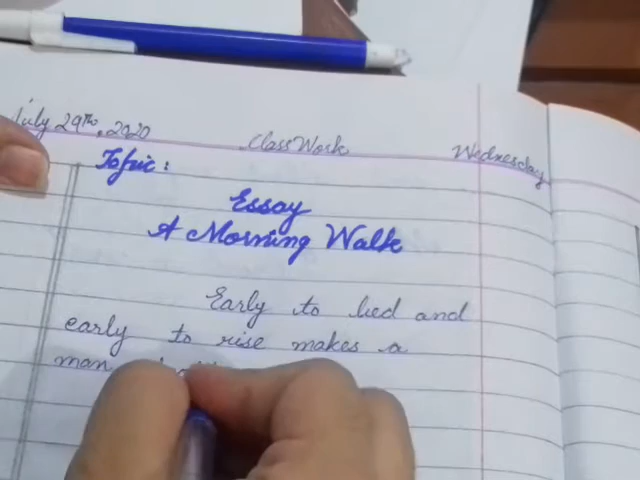 July 29th, 2020 Class Work Wednesday
Topic:
Essay
A Morning Walk
Early to bed and
early to rise makes a
man